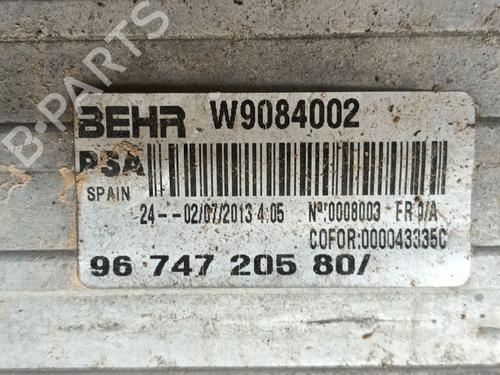 B-PARTS
BEHR W9084002
PSA
SPAIN
24--02/07/2013 4:05 Nº:0008003 FR 0/A
COFOR:000043335C
96 747 205 80/